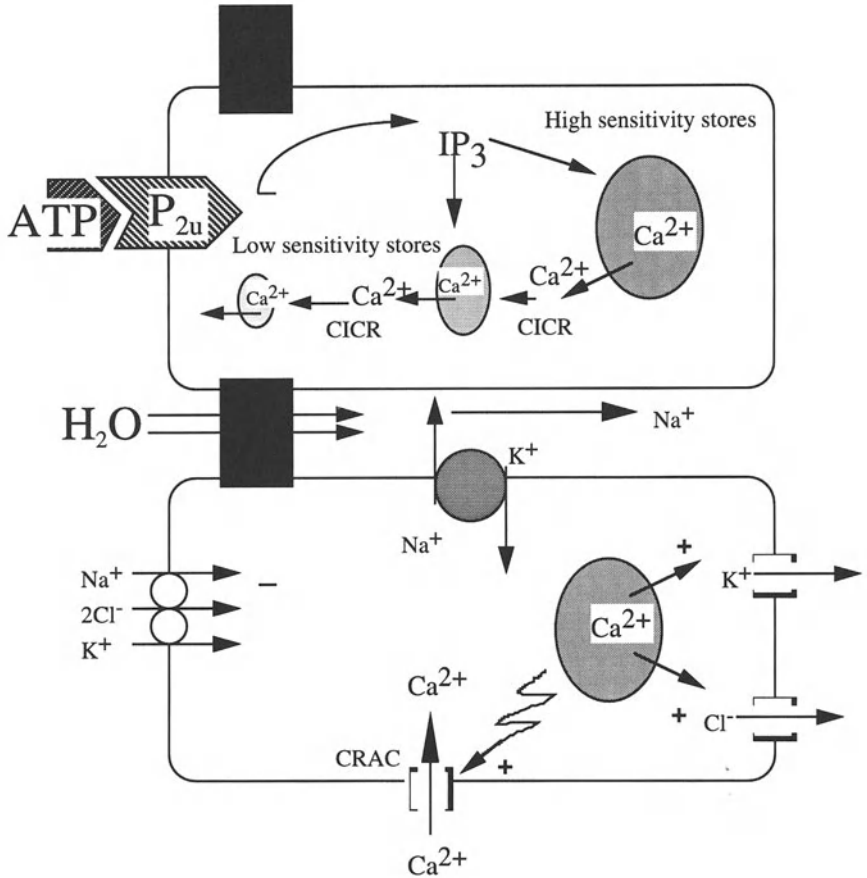 High sensitivity stores
IP₃
ATP
P₂ᵤ
Ca²⁺
Low sensitivity stores
Ca²⁺
Ca²⁺
Ca²⁺
Ca²⁺
CICR
CICR
H₂O
Na⁺
K⁺
Na⁺
Na⁺
–
+
K⁺
2Cl⁻
Ca²⁺
K⁺
Ca²⁺
+
Cl⁻
CRAC
+
Ca²⁺